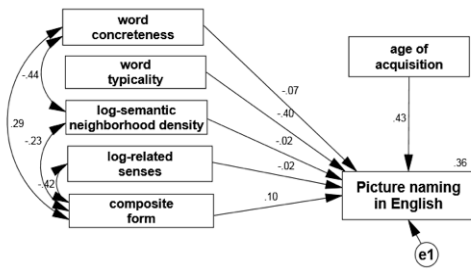 word
concreteness
word
typicality
log-semantic
neighborhood density
log-related
senses
composite
form
age of
acquisition
Picture naming
in English
e1
-.44
.29
-.23
-.42
-.07
-.40
-.02
-.02
.10
.43
.36